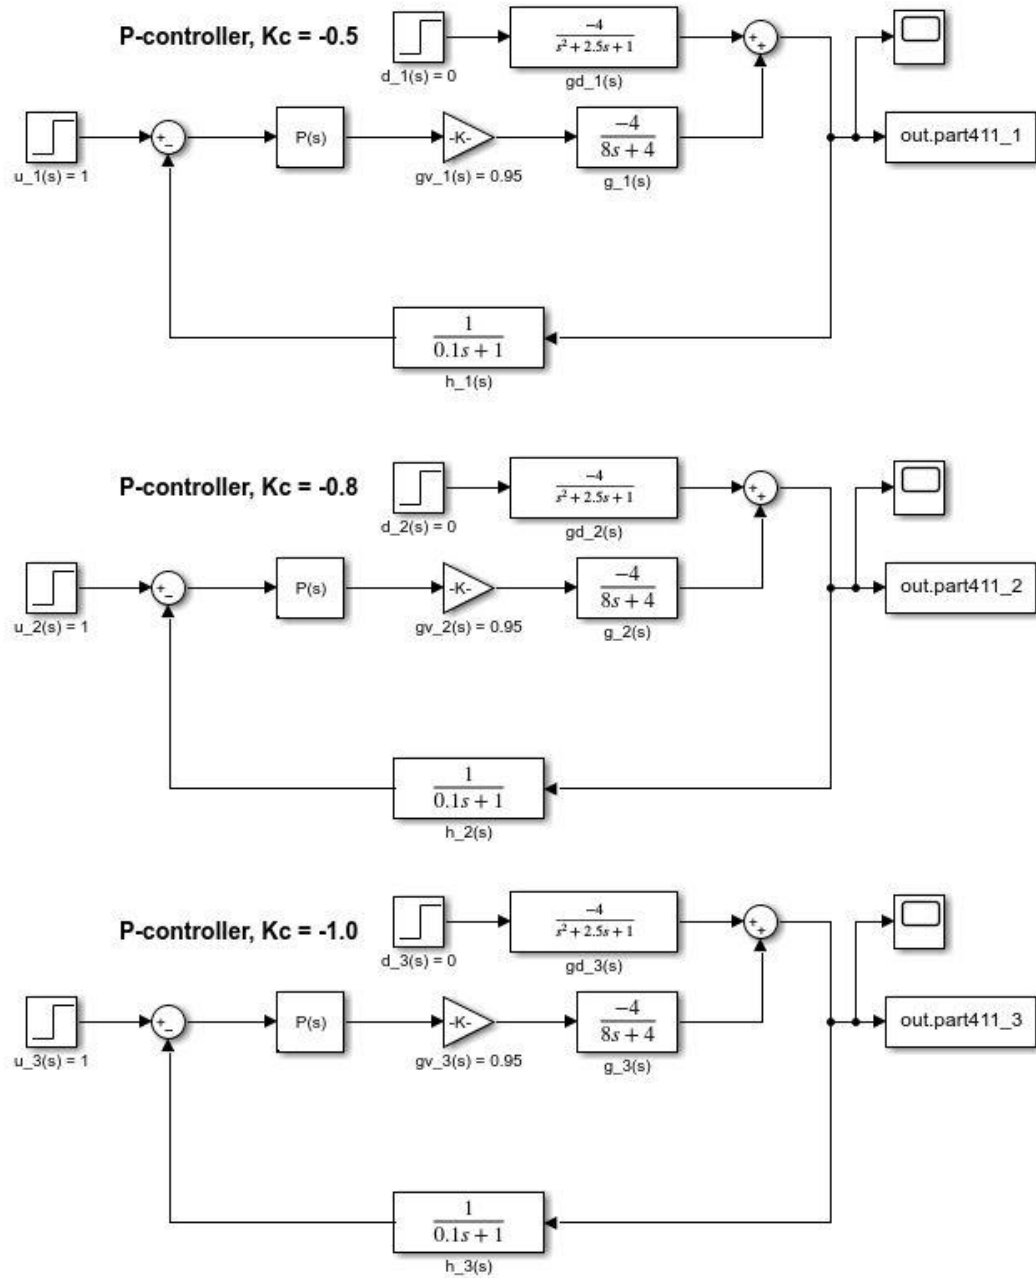 P-controller, Kc = -0.5
d_1(s) = 0
-4
s² + 2.5s + 1
gd_1(s)
+
+
u_1(s) = 1
+
−
P(s)
-K-
gv_1(s) = 0.95
-4
8s + 4
g_1(s)
out.part411_1
1
0.1s + 1
h_1(s)
P-controller, Kc = -0.8
d_2(s) = 0
-4
s² + 2.5s + 1
gd_2(s)
+
+
u_2(s) = 1
+
−
P(s)
-K-
gv_2(s) = 0.95
-4
8s + 4
g_2(s)
out.part411_2
1
0.1s + 1
h_2(s)
P-controller, Kc = -1.0
d_3(s) = 0
-4
s² + 2.5s + 1
gd_3(s)
+
+
u_3(s) = 1
+
−
P(s)
-K-
gv_3(s) = 0.95
-4
8s + 4
g_3(s)
out.part411_3
1
0.1s + 1
h_3(s)